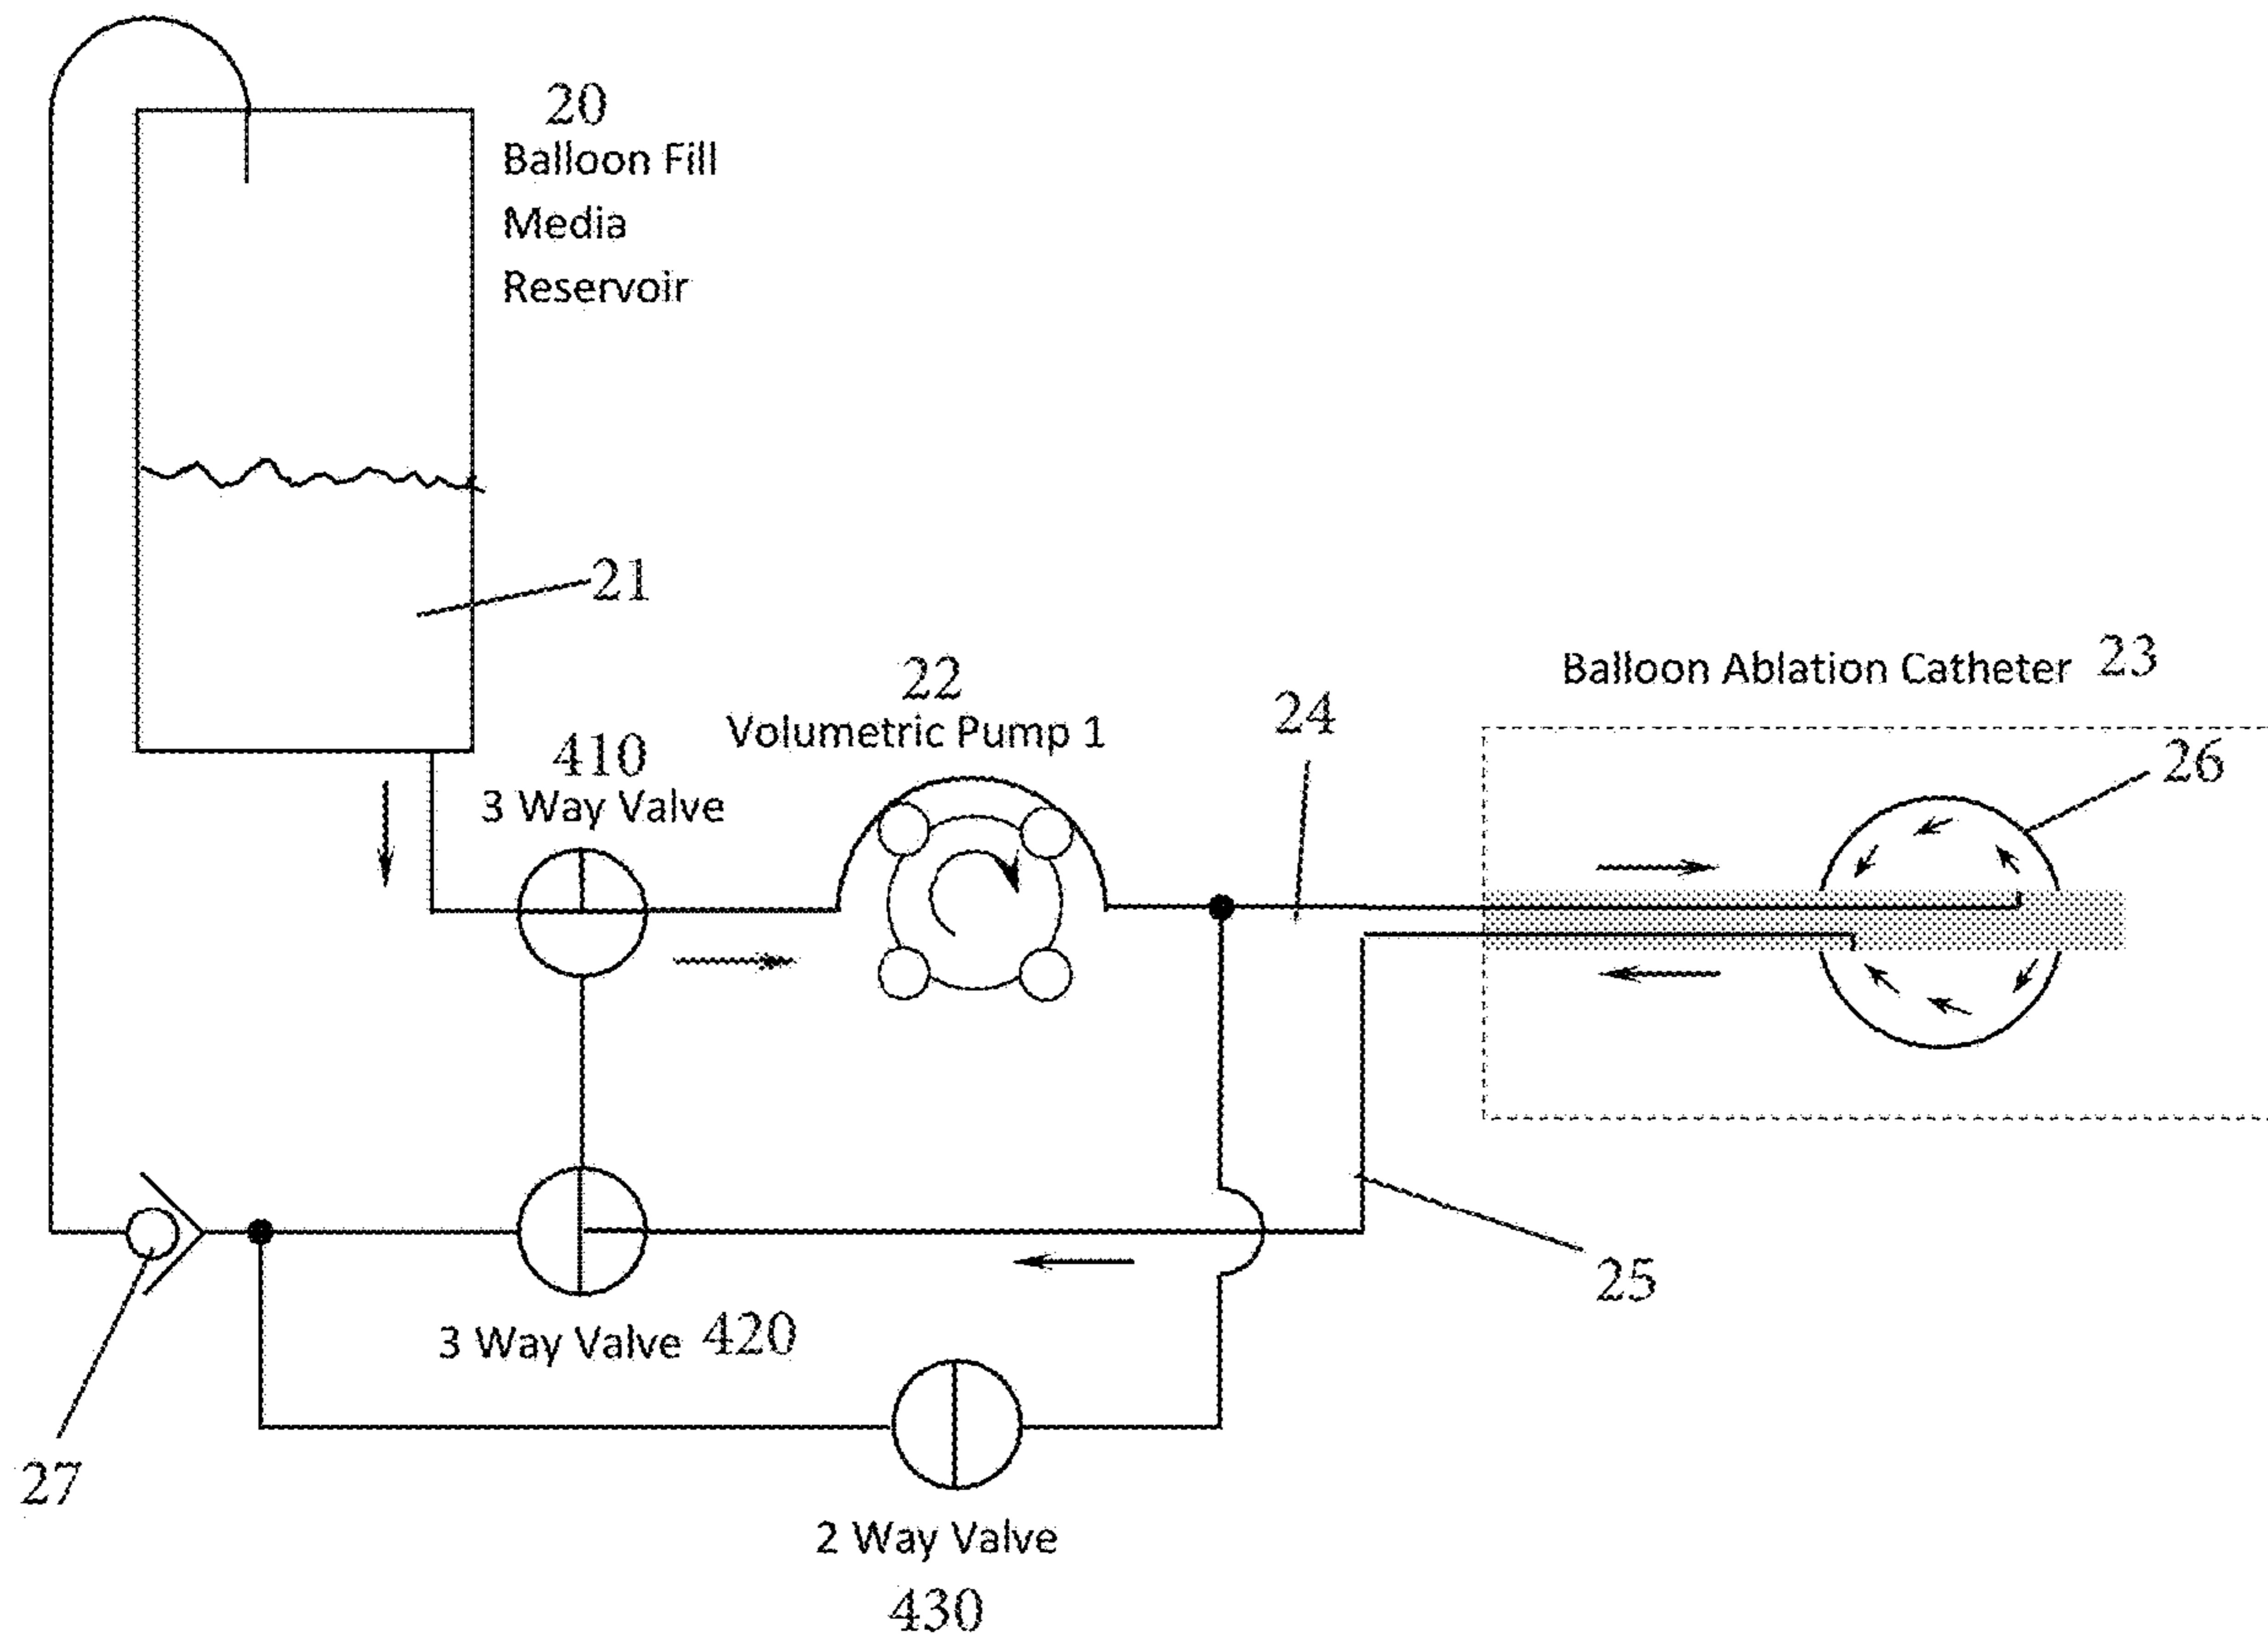 20
Balloon Fill
Media
Reservoir
21
Balloon Ablation Catheter 23
22
Volumetric Pump 1
24
410
3 Way Valve
26
25
3 Way Valve 420
27
2 Way Valve
430